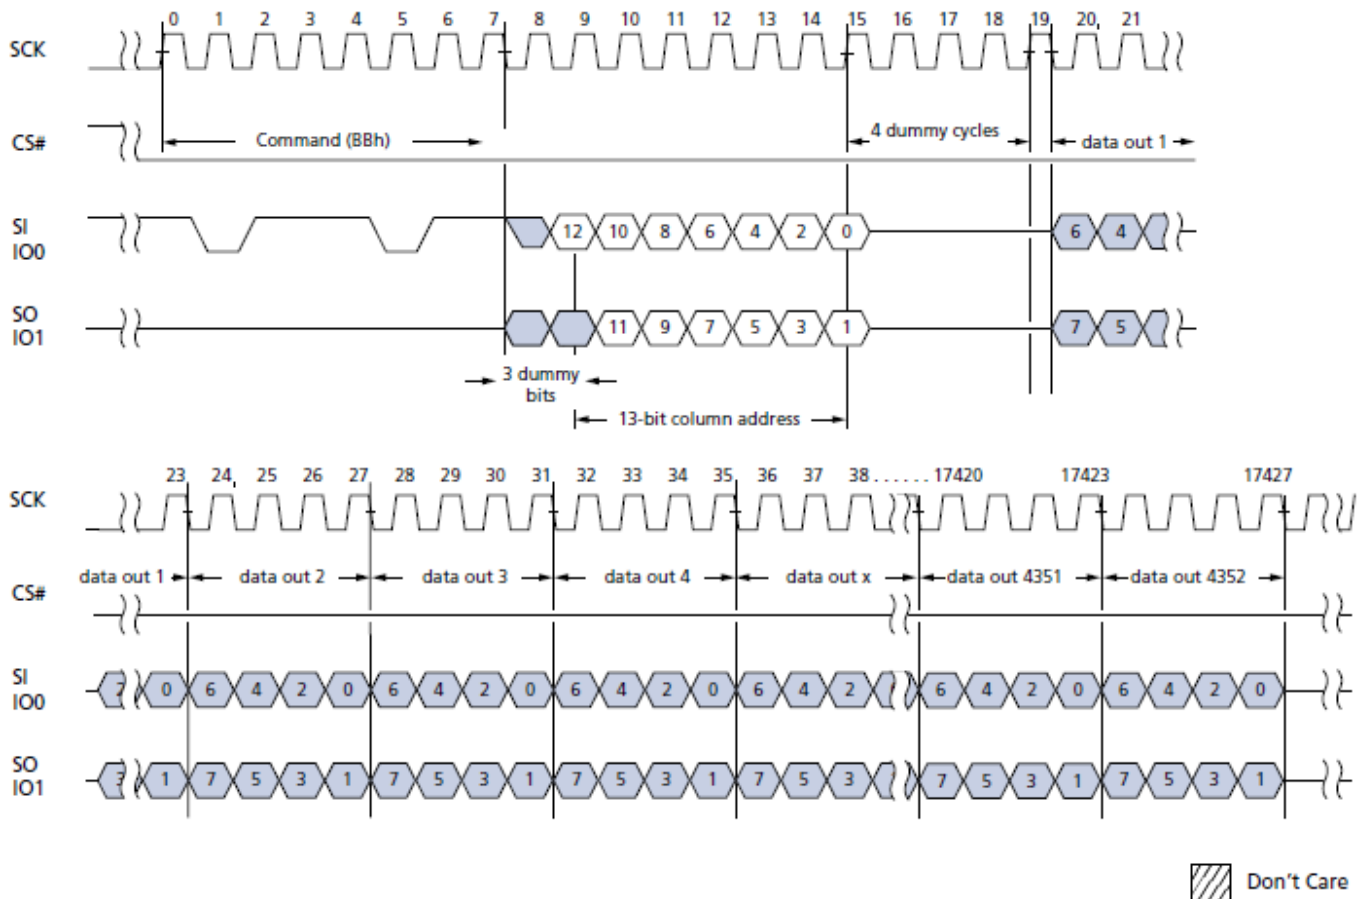 0 1 2 3 4 5 6 7 8 9 10 11 12 13 14 15 16 17 18 19 20 21
SCK
Command (BBh)
4 dummy cycles
data out 1
CS#
SI
IO0
12 10 8 6 4 2 0 6 4
SO
IO1
11 9 7 5 3 1 7 5
3 dummy
bits
13-bit column address
23 24 25 26 27 28 29 30 31 32 33 34 35 36 37 38 ...... 17420 17423 17427
SCK
data out 1 data out 2 data out 3 data out 4 data out x data out 4351 data out 4352
CS#
SI
IO0
2 0 6 4 2 0 6 4 2 0 6 4 2 0 6 4 2 6 4 2 0 6 4 2 0
SO
IO1
3 1 7 5 3 1 7 5 3 1 7 5 3 1 7 5 3 7 5 3 1 7 5 3 1
Don't Care